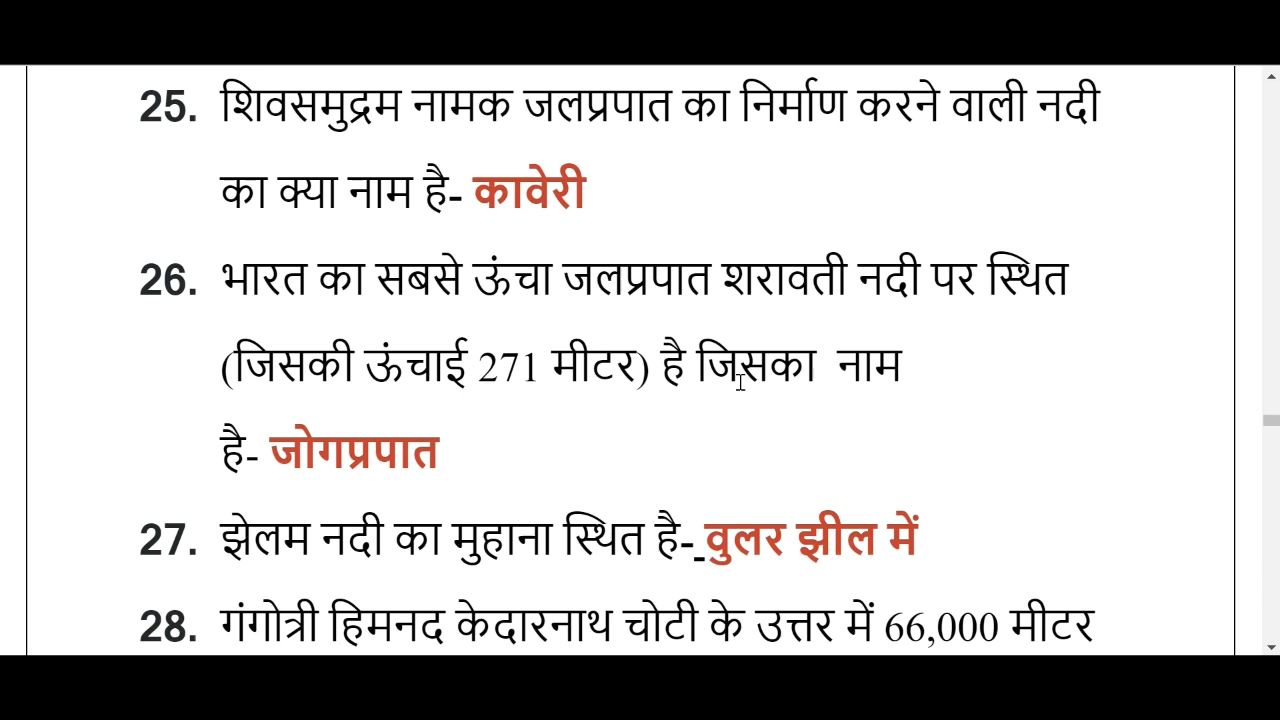 25. शिवसमुद्रम नामक जलप्रपात का निर्माण करने वाली नदी
का क्या नाम है- कावेरी
26. भारत का सबसे ऊंचा जलप्रपात शरावती नदी पर स्थित
(जिसकी ऊंचाई 271 मीटर) है जिसका नाम
है- जोगप्रपात
27. झेलम नदी का मुहाना स्थित है- वुलर झील में
28. गंगोत्री हिमनद केदारनाथ चोटी के उत्तर में 66,000 मीटर